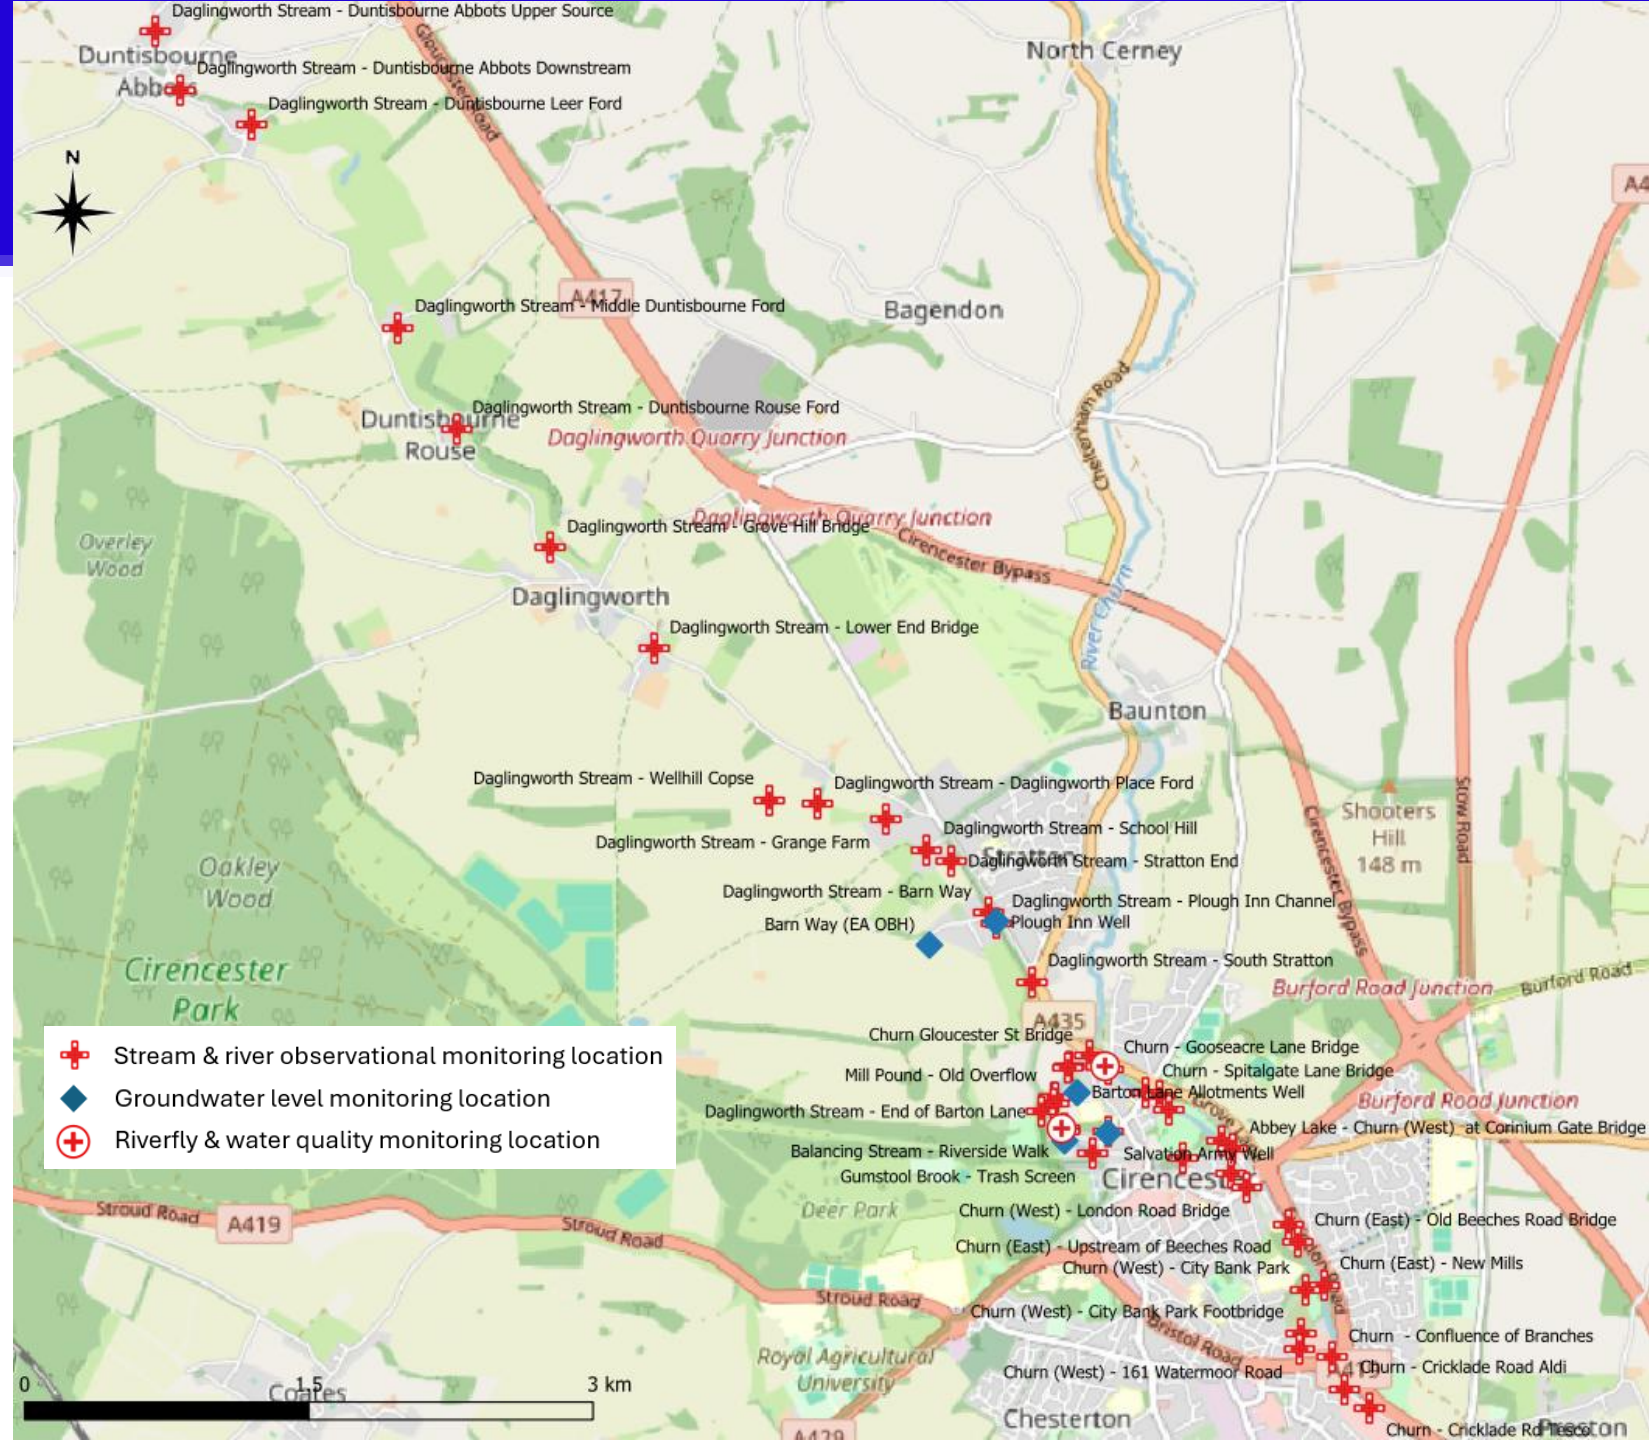 Daglingworth Stream - Duntisbourne Abbots Upper Source
North Cerney
Duntisbourne
Abbots
Daglingworth Stream - Duntisbourne Abbots Downstream
Daglingworth Stream - Duntisbourne Leer Ford
Gloucester Road
N
A4
Daglingworth Stream - Middle Duntisbourne Ford
A417
Bagendon
Cheltenham Road
Daglingworth Stream - Duntisbourne Rouse Ford
Duntisbourne
Rouse
Daglingworth Quarry Junction
Daglingworth Quarry Junction
Daglingworth Stream - Grove Hill Bridge
Cirencester Bypass
Overley
Wood
Daglingworth
River Churn
Daglingworth Stream - Lower End Bridge
Baunton
Daglingworth Stream - Wellhill Copse
Daglingworth Stream - Daglingworth Place Ford
Shooters
Hill
148 m
Stow Road
Cirencester Bypass
Daglingworth Stream - School Hill
Daglingworth Stream - Grange Farm
Stratton
Daglingworth Stream - Stratton End
Oakley
Wood
Daglingworth Stream - Barn Way
Daglingworth Stream - Plough Inn Channel
Barn Way (EA OBH)
Plough Inn Well
Daglingworth Stream - South Stratton
Cirencester
Park
Burford Road Junction
Burford Road
A435
Churn Gloucester St Bridge
Churn - Gooseacre Lane Bridge
Stream & river observational monitoring location
Mill Pound - Old Overflow
Churn - Spitalgate Lane Bridge
Groundwater level monitoring location
Barton Lane Allotments Well
Grove Lane
Burford Road Junction
Daglingworth Stream - End of Barton Lane
Abbey Lake - Churn (West) at Corinium Gate Bridge
Riverfly & water quality monitoring location
Balancing Stream - Riverside Walk
Salvation Army Well
Gumstool Brook - Trash Screen
Cirencester
Stroud Road
A419
Stroud Road
Deer Park
Churn (West) - London Road Bridge
Churn (East) - Old Beeches Road Bridge
Churn (East) - Upstream of Beeches Road
Churn (West) - City Bank Park
Churn (East) - New Mills
London Road
Stroud Road
Churn (West) - City Bank Park Footbridge
Bristol Road
Churn - Confluence of Branches
Royal Agricultural
University
Churn (West) - 161 Watermoor Road
A419
Churn - Cricklade Road Aldi
0 1.5 3 km
Coates
Chesterton
A429
Churn - Cricklade Rd Tesco
Preston